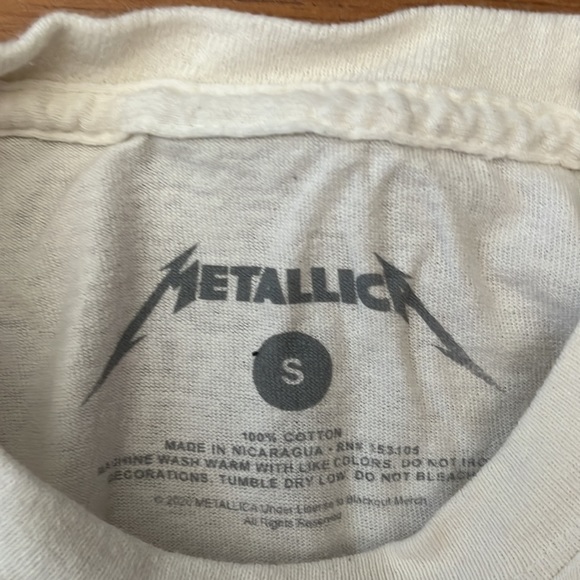 METALLICA
S
100% COTTON
MADE IN NICARAGUA • RN# 153105
MACHINE WASH WARM WITH LIKE COLORS. DO NOT IRON
DECORATIONS. TUMBLE DRY LOW. DO NOT BLEACH
© 2020 METALLICA Under License to Blackout Merch
All Rights Reserved